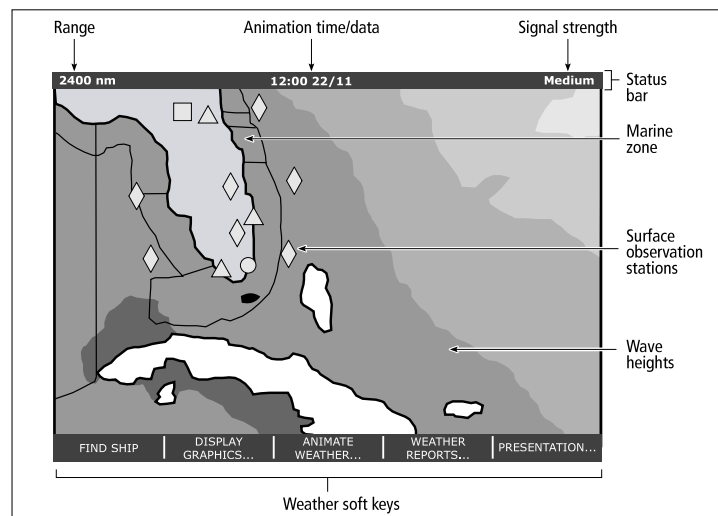 Range
Animation time/data
Signal strength
2400 nm
12:00 22/11
Medium
Status
bar
Marine
zone
Surface
observation
stations
Wave
heights
FIND SHIP
DISPLAY
GRAPHICS...
ANIMATE
WEATHER...
WEATHER
REPORTS...
PRESENTATION...
Weather soft keys